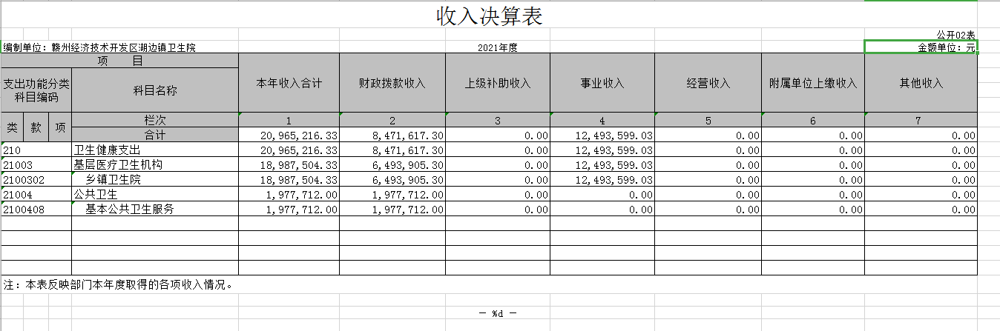 收入决算表
公开02表
编制单位：赣州经济技术开发区湖边镇卫生院 2021年度 金额单位：元
项 目 本年收入合计 财政拨款收入 上级补助收入 事业收入 经营收入 附属单位上缴收入 其他收入
支出功能分类科目编码 科目名称
类 款 项 栏次 1 2 3 4 5 6 7
合计 20,965,216.33 8,471,617.30 0.00 12,493,599.03 0.00 0.00 0.00
210 卫生健康支出 20,965,216.33 8,471,617.30 0.00 12,493,599.03 0.00 0.00 0.00
21003 基层医疗卫生机构 18,987,504.33 6,493,905.30 0.00 12,493,599.03 0.00 0.00 0.00
2100302 乡镇卫生院 18,987,504.33 6,493,905.30 0.00 12,493,599.03 0.00 0.00 0.00
21004 公共卫生 1,977,712.00 1,977,712.00 0.00 0.00 0.00 0.00 0.00
2100408 基本公共卫生服务 1,977,712.00 1,977,712.00 0.00 0.00 0.00 0.00 0.00
注：本表反映部门本年度取得的各项收入情况。
— %d —